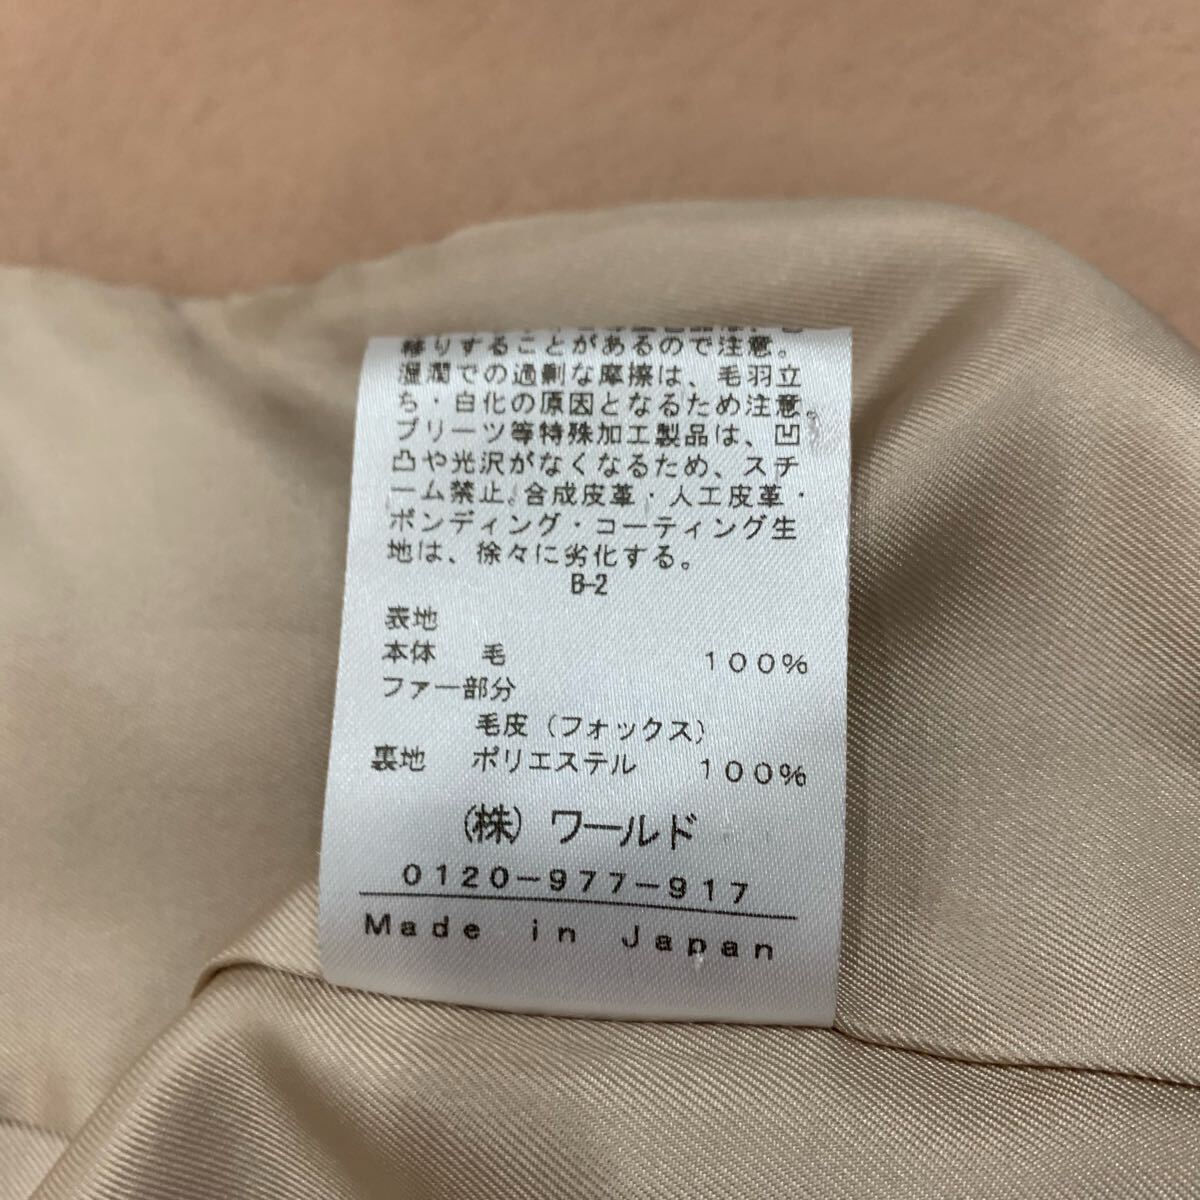 移りすることがあるので注意。
湿潤での過剰な摩擦は、毛羽立
ち・白化の原因となるため注意。
プリーツ等特殊加工製品は、凹
凸や光沢がなくなるため、スチ
ーム禁止。合成皮革・人工皮革・
ボンディング・コーティング生
地は、徐々に劣化する。
B-2
表地
本体 毛 100%
ファー部分
毛皮(フォックス)
裏地 ポリエステル 100%
(株)ワールド
0120-977-917
Made in Japan